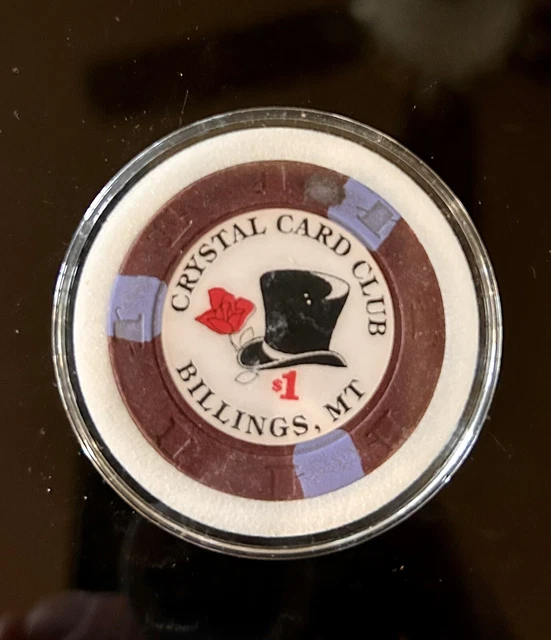 CRYSTAL CARD CLUB
$1
BILLINGS, MT